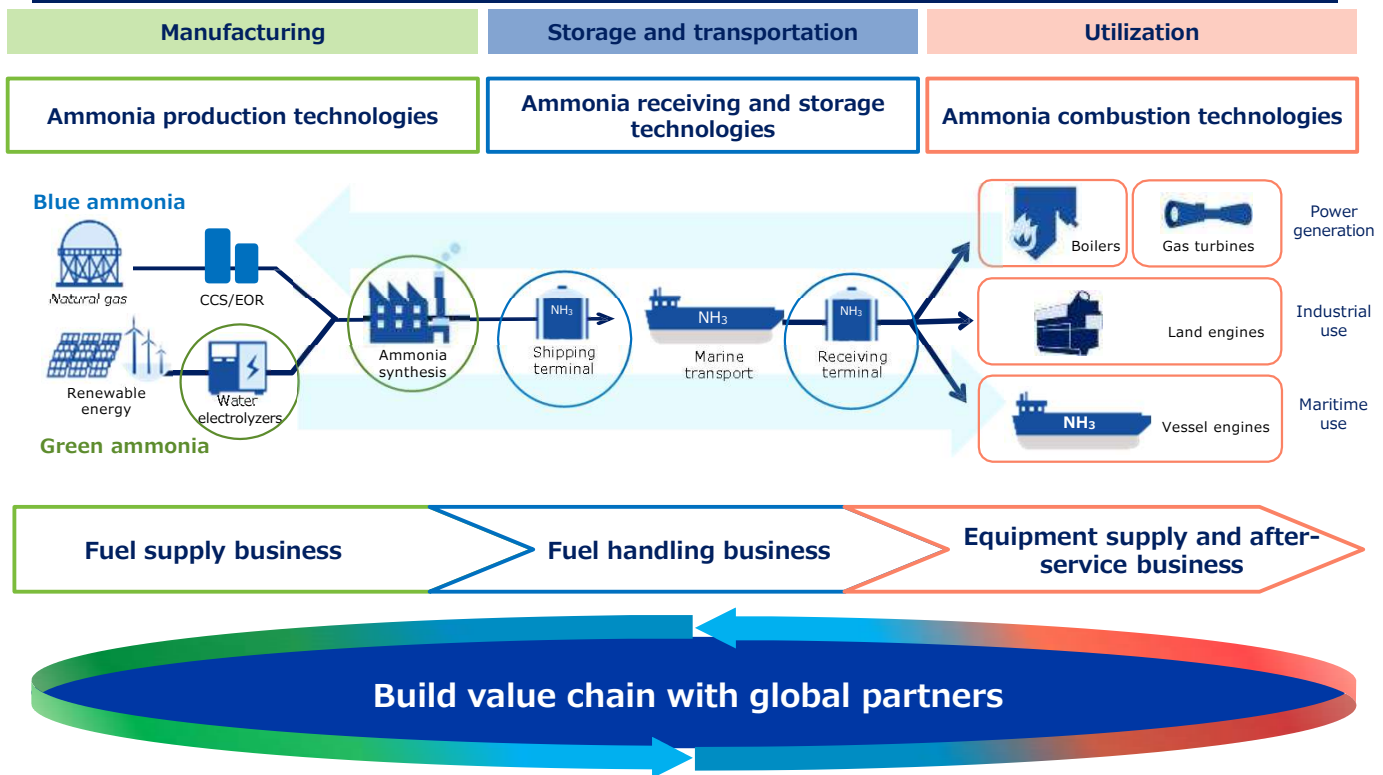 Manufacturing
Storage and transportation
Utilization
Ammonia production technologies
Ammonia receiving and storage
technologies
Ammonia combustion technologies
Blue ammonia
Natural gas
CCS/EOR
Renewable
energy
Water
electrolyzers
Green ammonia
Ammonia
synthesis
NH₃
Shipping
terminal
NH₃
Marine
transport
NH₃
Receiving
terminal
Boilers
Gas turbines
Power
generation
Land engines
Industrial
use
NH₃
Vessel engines
Maritime
use
Fuel supply business
Fuel handling business
Equipment supply and after-
service business
Build value chain with global partners